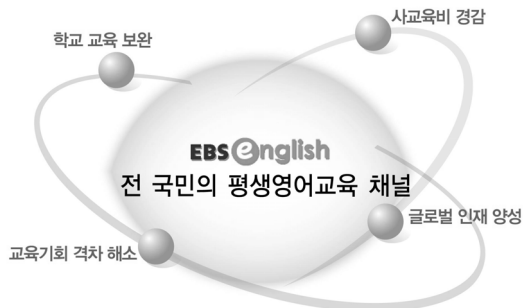 사교육비 경감
학교 교육 보완
EBS english
전 국민의 평생영어교육 채널
글로벌 인재 양성
교육기회 격차 해소